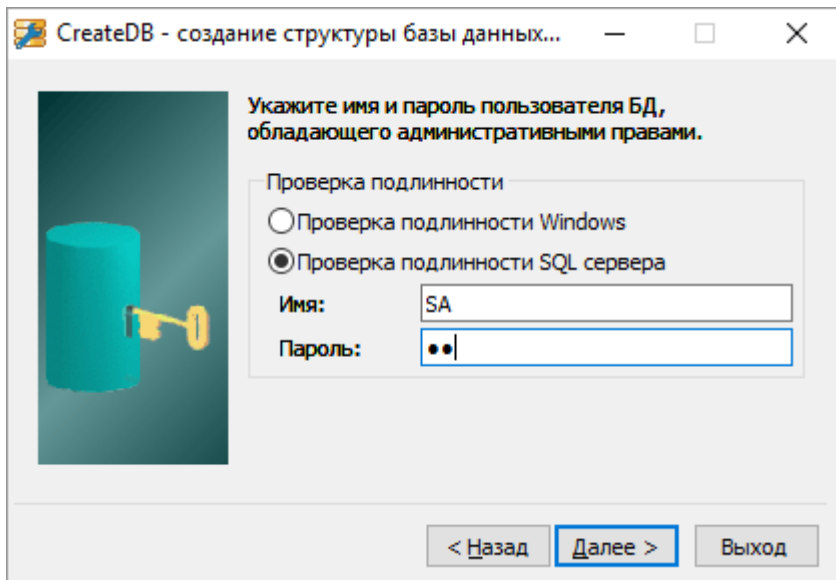 CreateDB - создание структуры базы данных...
Укажите имя и пароль пользователя БД,
обладающего административными правами.
Проверка подлинности
Проверка подлинности Windows
Проверка подлинности SQL сервера
Имя: SA
Пароль: ●●
< Назад Далее > Выход